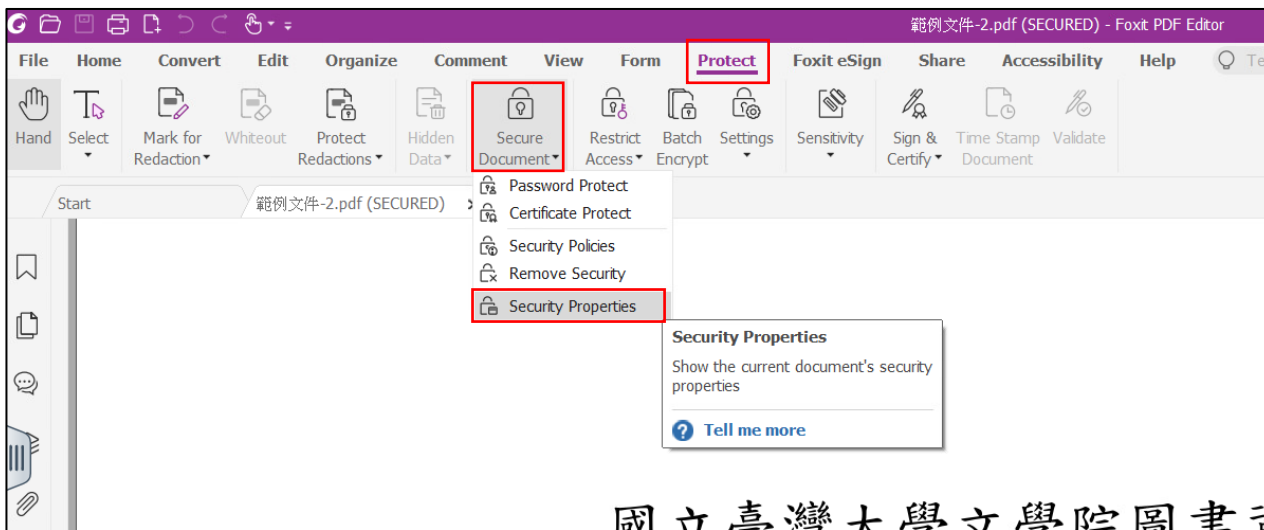 範例文件-2.pdf (SECURED) - Foxit PDF Editor
File Home Convert Edit Organize Comment View Form Protect Foxit eSign Share Accessibility Help Te
Hand Select Mark for Redaction Whiteout Protect Redactions Hidden Data Secure Document Restrict Access Batch Encrypt Settings Sensitivity Sign & Certify Time Stamp Document Validate
Start 範例文件-2.pdf (SECURED)
Password Protect
Certificate Protect
Security Policies
Remove Security
Security Properties
Security Properties
Show the current document's security
properties
Tell me more
國立臺灣大學文學院圖書